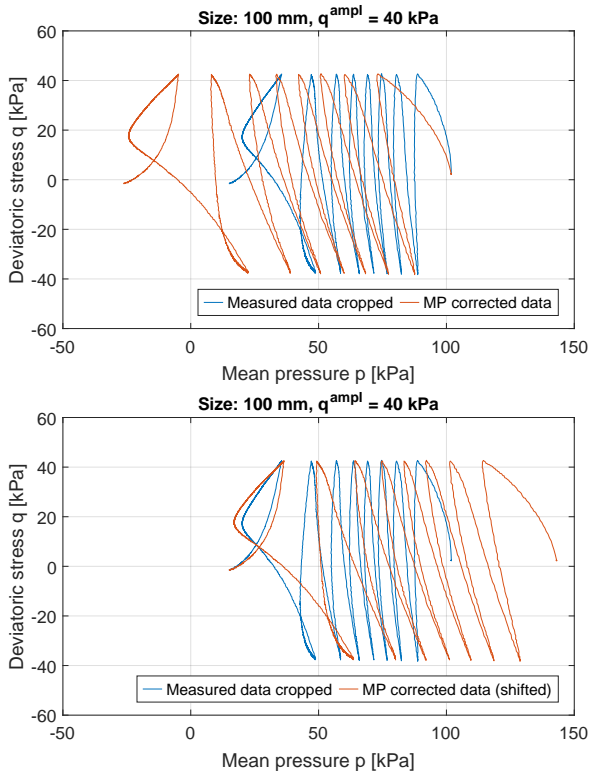 Size: 100 mm, q^ampl = 40 kPa
60
40
20
0
-20
-40
-60
Deviatoric stress q [kPa]
Measured data cropped
MP corrected data
-50
0
50
100
150
Mean pressure p [kPa]
Size: 100 mm, q^ampl = 40 kPa
60
40
20
0
-20
-40
-60
Deviatoric stress q [kPa]
Measured data cropped
MP corrected data (shifted)
-50
0
50
100
150
Mean pressure p [kPa]